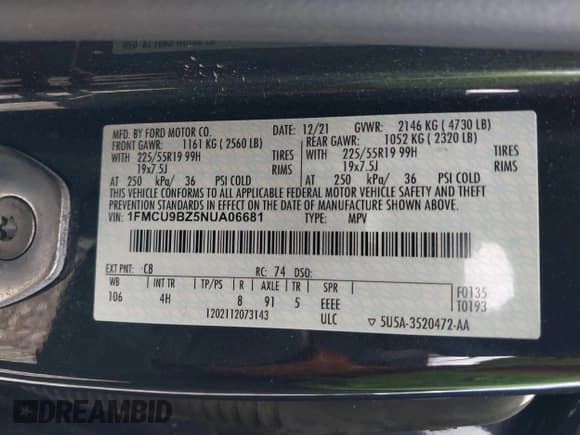 MFD. BY FORD MOTOR CO. 12/21 GVWR: 2146 KG ( 4730 LB)
FRONT GAWR: 1161 KG ( 2560 LB) REAR GAWR: 1052 KG ( 2320 LB)
WITH 225/55R19 99H TIRES WITH 225/55R19 99H TIRES
19x7.5J RIMS 19x7.5J RIMS
AT 250 kPa/ 36 PSI COLD AT 250 kPa/ 36 PSI COLD
THIS VEHICLE CONFORMS TO ALL APPLICABLE FEDERAL MOTOR VEHICLE SAFETY AND THEFT
PREVENTION STANDARDS IN EFFECT ON THE DATE OF MANUFACTURE SHOWN ABOVE.
VIN: 1FMCU9BZ5NUA06681 TYPE: MPV
EXT PNT: CB RC: 74 DSO:
WB INT TR TP/PS R AXLE TR SPR F0135
106 4H 8 91 5 EEEE T0193
1202112073143 ULC ▽ 5U5A-3520472-AA
DREAMBID